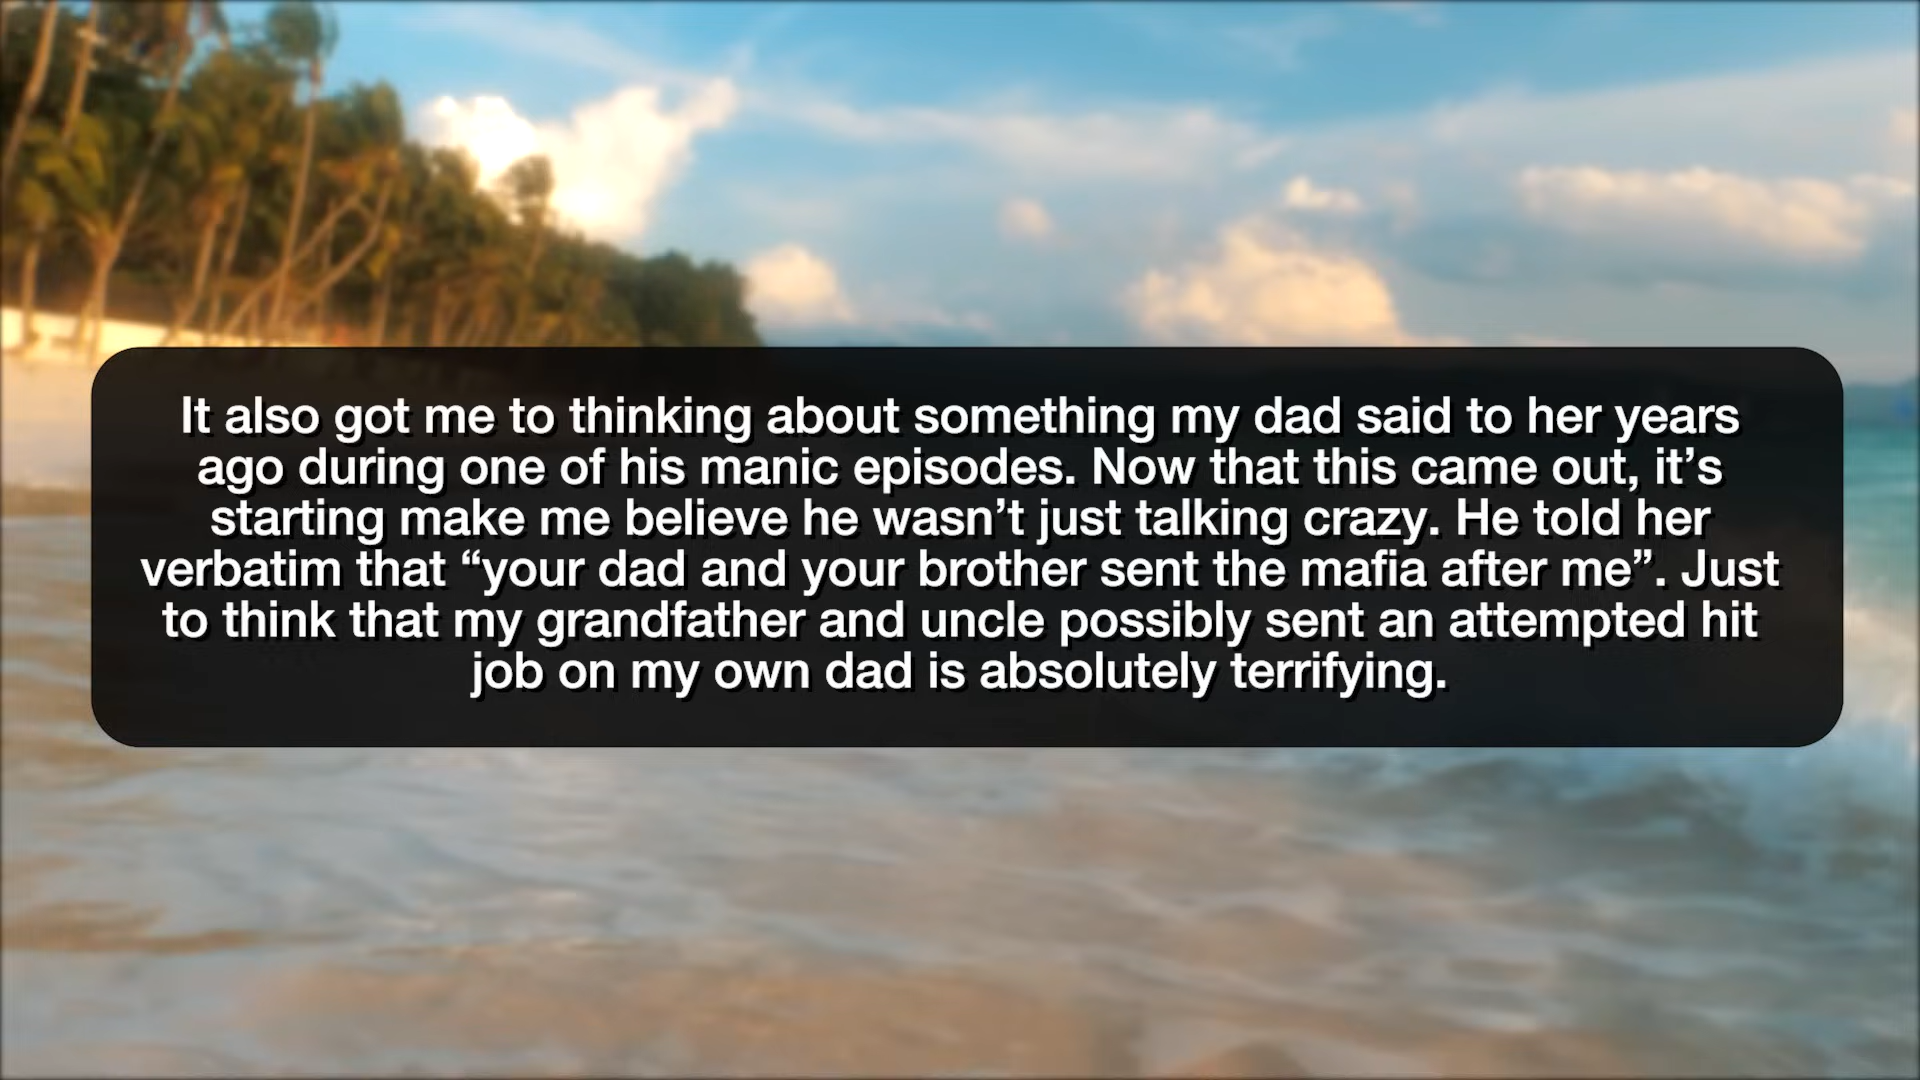 It also got me to thinking about something my dad said to her years
ago during one of his manic episodes. Now that this came out, it’s
starting make me believe he wasn’t just talking crazy. He told her
verbatim that “your dad and your brother sent the mafia after me”. Just
to think that my grandfather and uncle possibly sent an attempted hit
job on my own dad is absolutely terrifying.